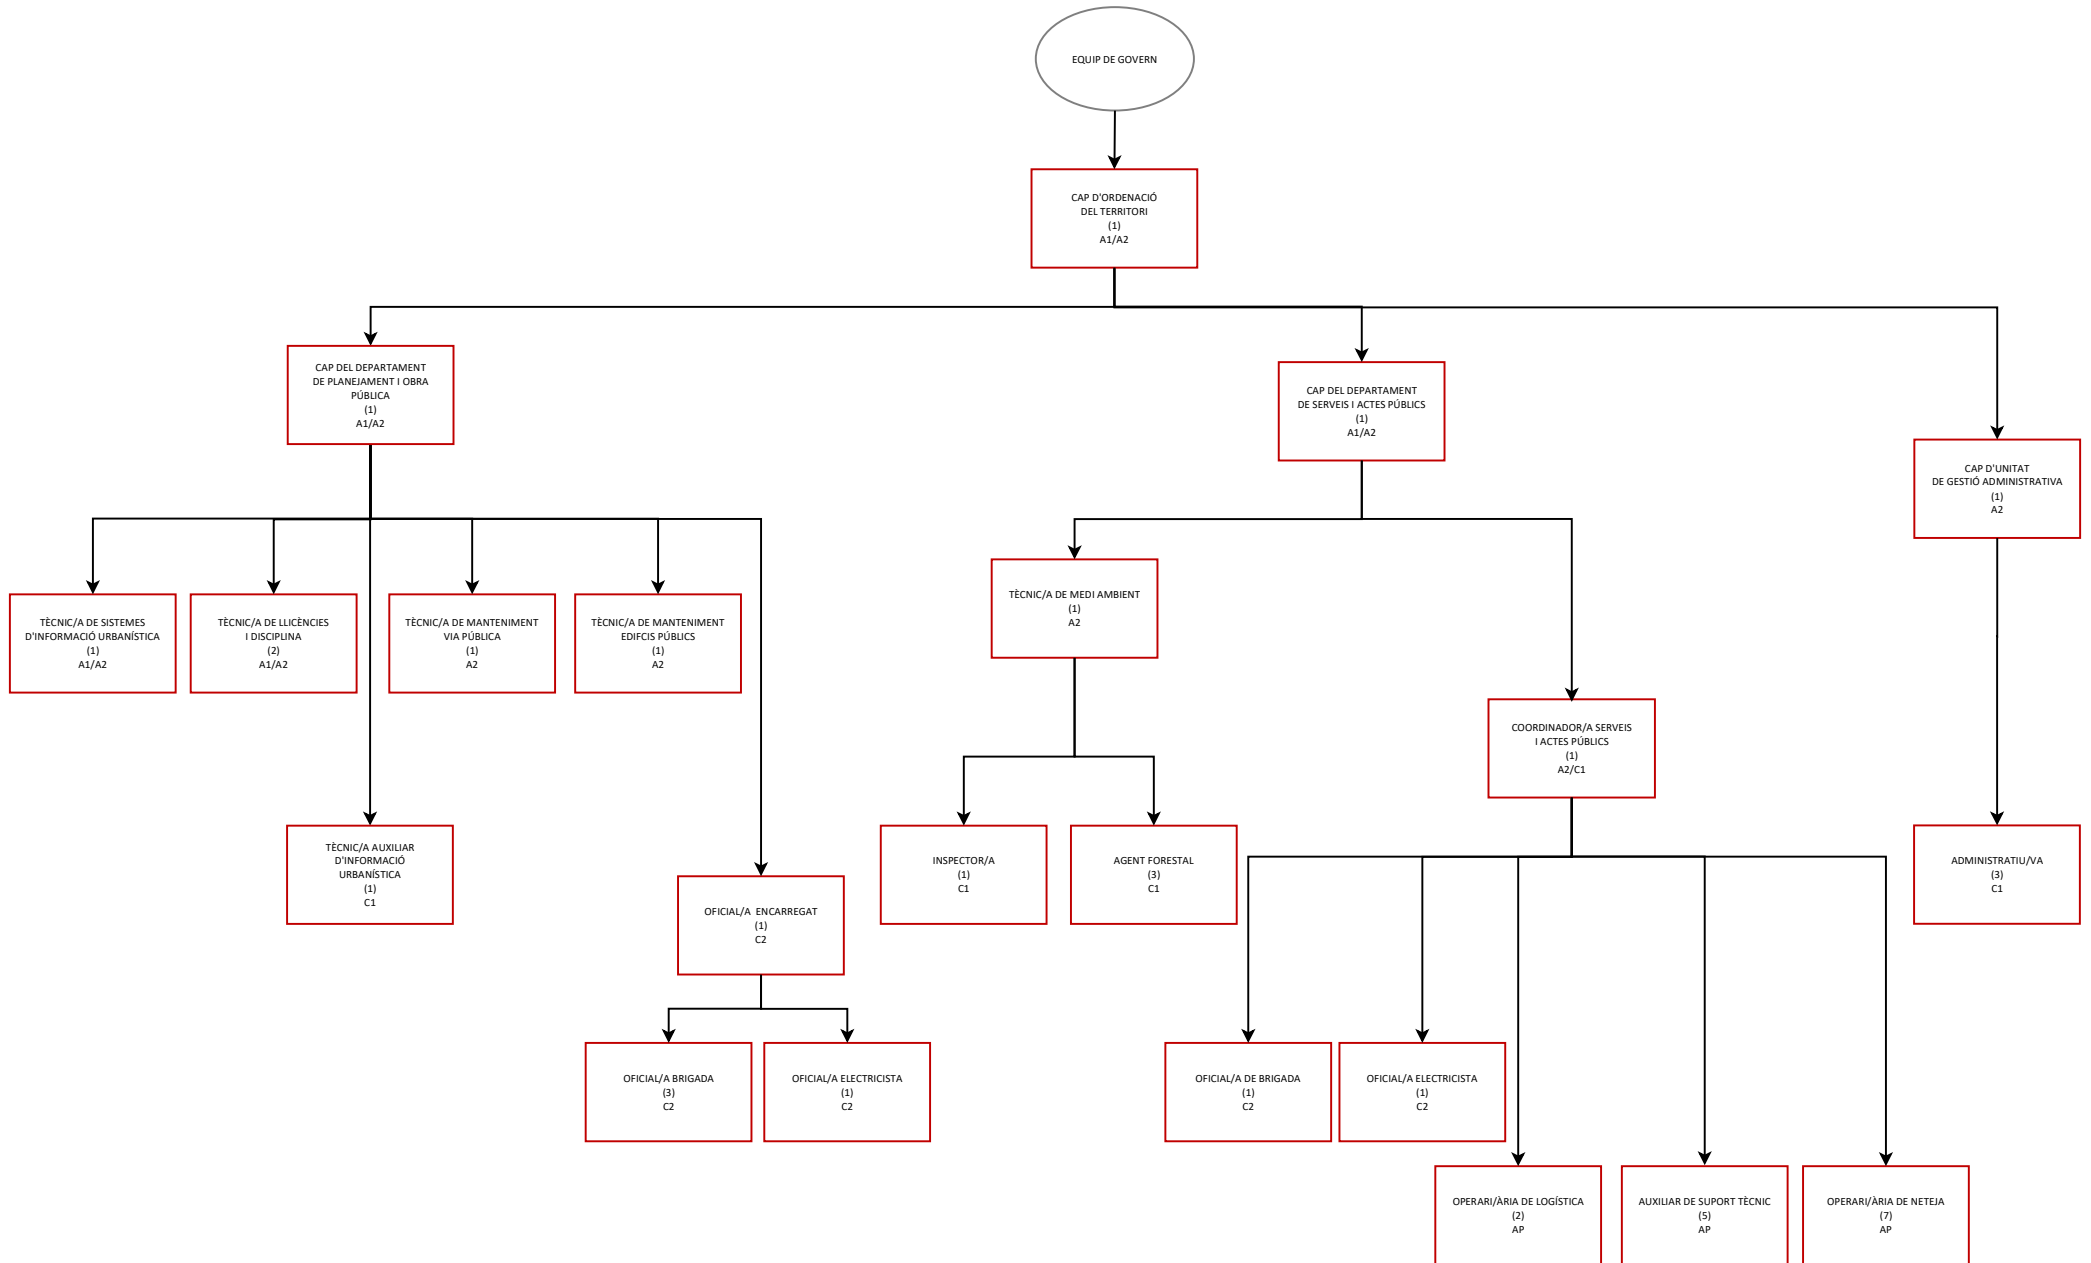 EQUIP DE GOVERN
CAP D'ORDENACIÓ
DEL TERRITORI
(1)
A1/A2
CAP DEL DEPARTAMENT
DE PLANEJAMENT I OBRA
PÚBLICA
(1)
A1/A2
CAP DEL DEPARTAMENT
DE SERVEIS I ACTES PÚBLICS
(1)
A1/A2
CAP D'UNITAT
DE GESTIÓ ADMINISTRATIVA
(1)
A2
TÈCNIC/A DE SISTEMES
D'INFORMACIÓ URBANÍSTICA
(1)
A1/A2
TÈCNIC/A DE LLICÈNCIES
I DISCIPLINA
(2)
A1/A2
TÈCNIC/A DE MANTENIMENT
VIA PÚBLICA
(1)
A2
TÈCNIC/A DE MANTENIMENT
EDIFCIS PÚBLICS
(1)
A2
TÈCNIC/A DE MEDI AMBIENT
(1)
A2
COORDINADOR/A SERVEIS
I ACTES PÚBLICS
(1)
A2/C1
TÈCNIC/A AUXILIAR
D'INFORMACIÓ
URBANÍSTICA
(1)
C1
OFICIAL/A  ENCARREGAT
(1)
C2
INSPECTOR/A
(1)
C1
AGENT FORESTAL
(3)
C1
ADMINISTRATIU/VA
(3)
C1
OFICIAL/A BRIGADA
(3)
C2
OFICIAL/A ELECTRICISTA
(1)
C2
OFICIAL/A DE BRIGADA
(1)
C2
OFICIAL/A ELECTRICISTA
(1)
C2
OPERARI/ÀRIA DE LOGÍSTICA
(2)
AP
AUXILIAR DE SUPORT TÈCNIC
(5)
AP
OPERARI/ÀRIA DE NETEJA
(7)
AP